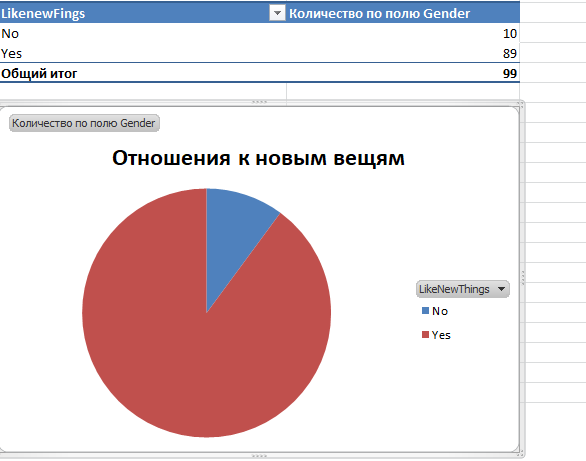 LikenewFings Количество по полю Gender
No 10
Yes 89
Общий итог 99
Количество по полю Gender
Отношения к новым вещям
LikeNewThings
No
Yes